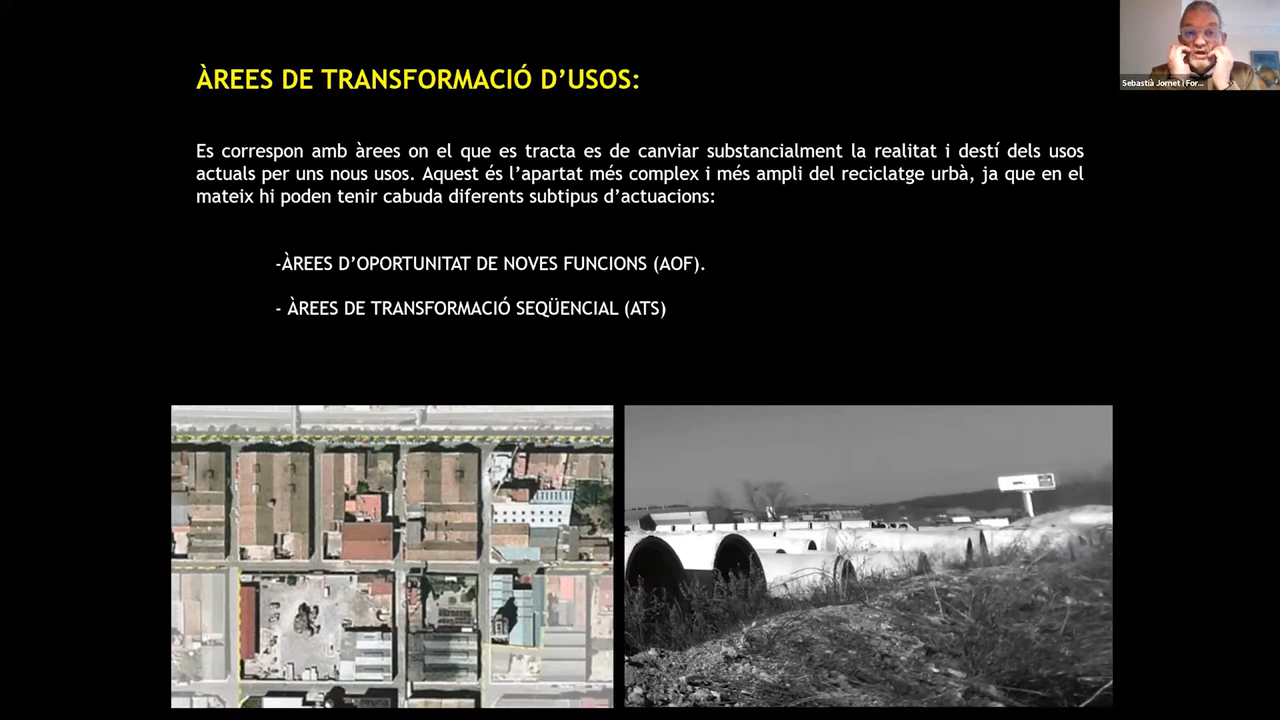 ÀREES DE TRANSFORMACIÓ D’USOS:
Es correspon amb àrees on el que es tracta es de canviar substancialment la realitat i destí dels usos
actuals per uns nous usos. Aquest és l’apartat més complex i més ampli del reciclatge urbà, ja que en el
mateix hi poden tenir cabuda diferents subtipus d’actuacions:
-ÀREES D’OPORTUNITAT DE NOVES FUNCIONS (AOF).
- ÀREES DE TRANSFORMACIÓ SEQÜENCIAL (ATS)
Sebastià Jornet i For...